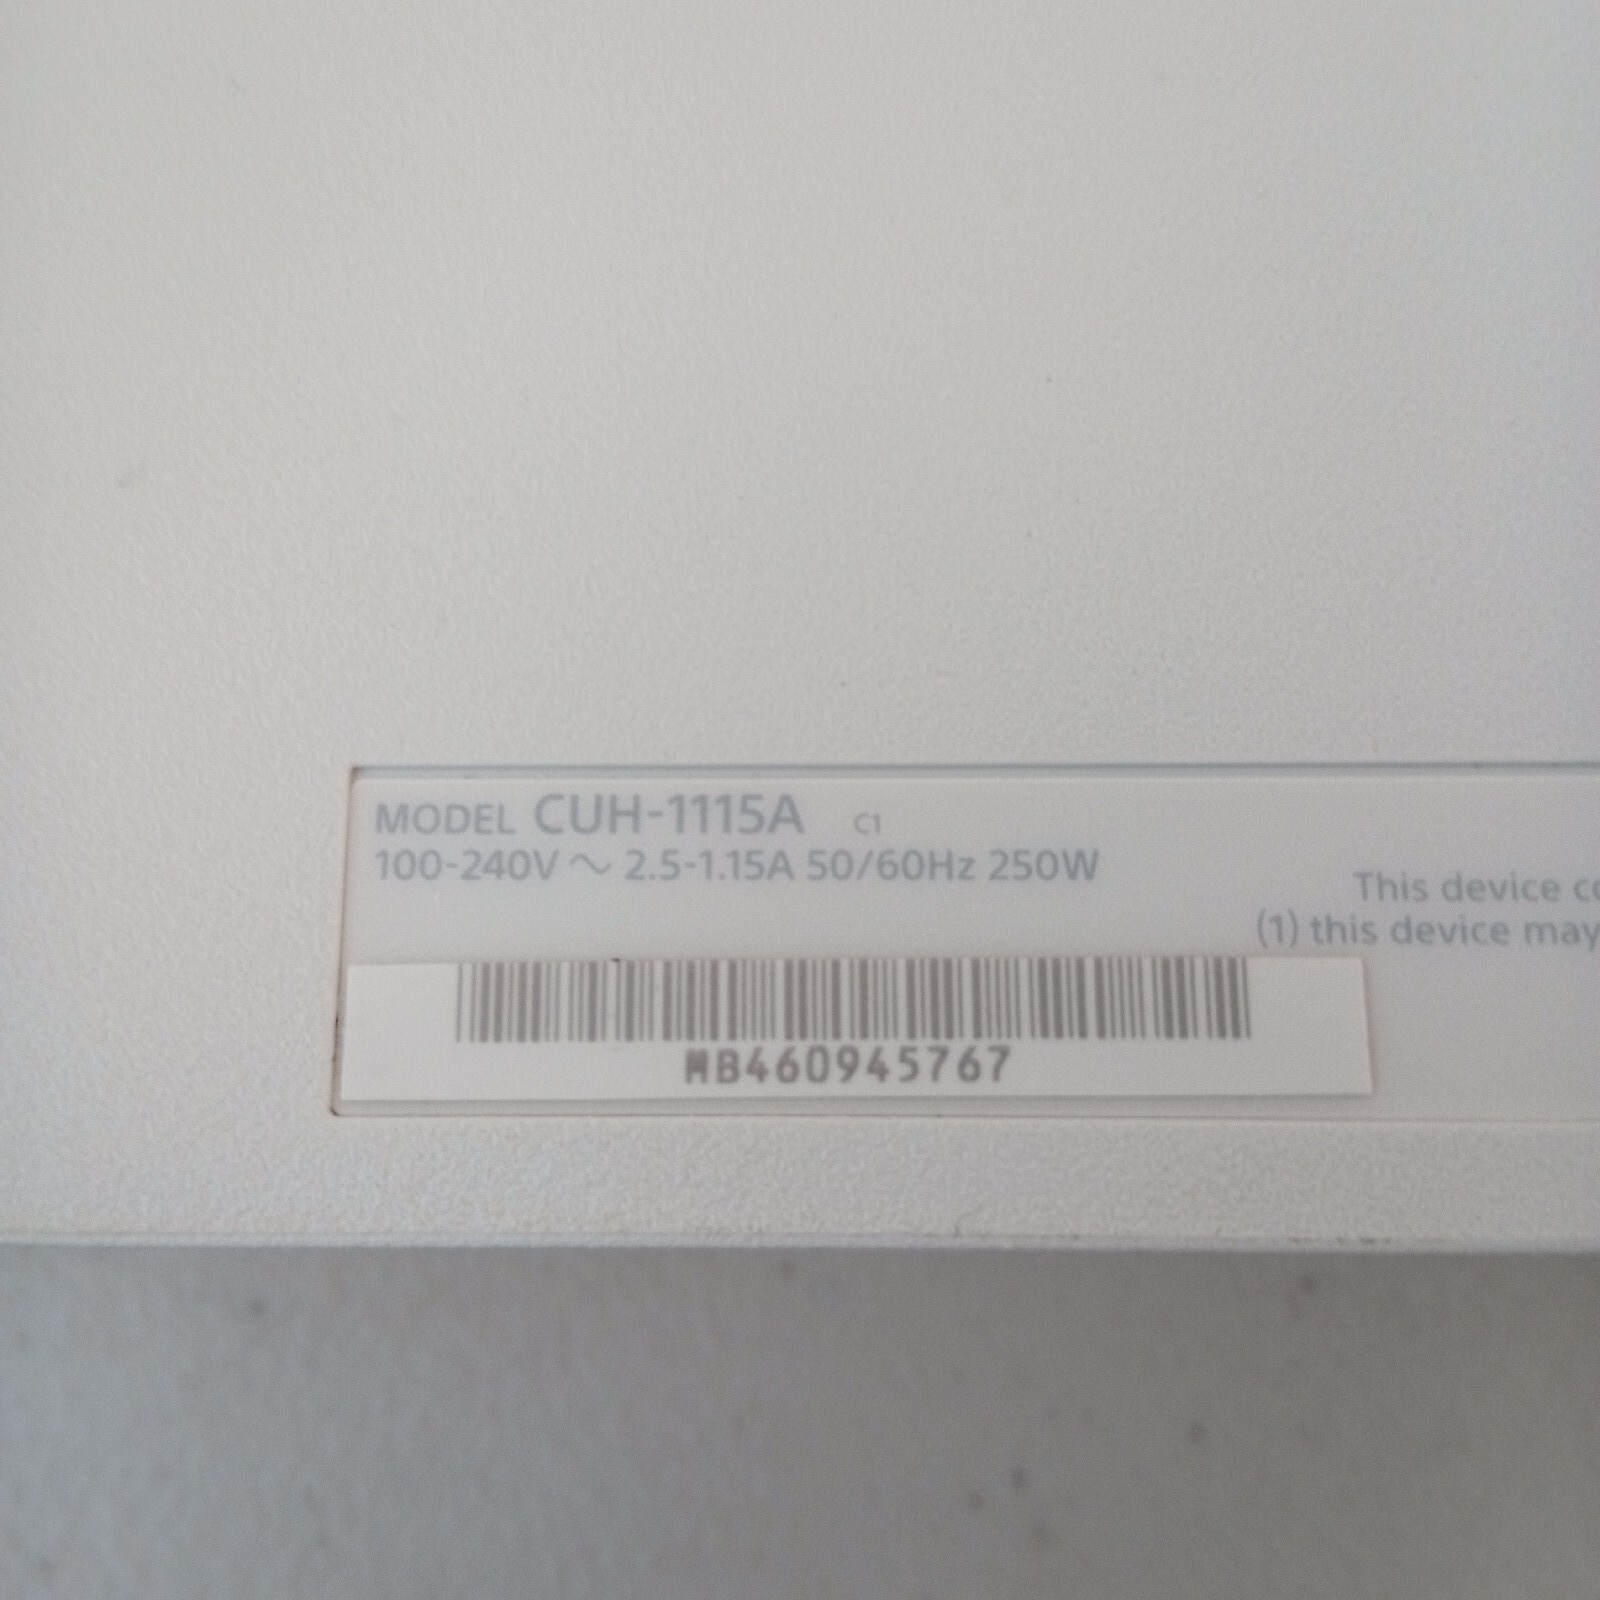 MODEL CUH-1115A C1
100-240V ~ 2.5-1.15A 50/60Hz 250W
This device co
(1) this device may
MB460945767